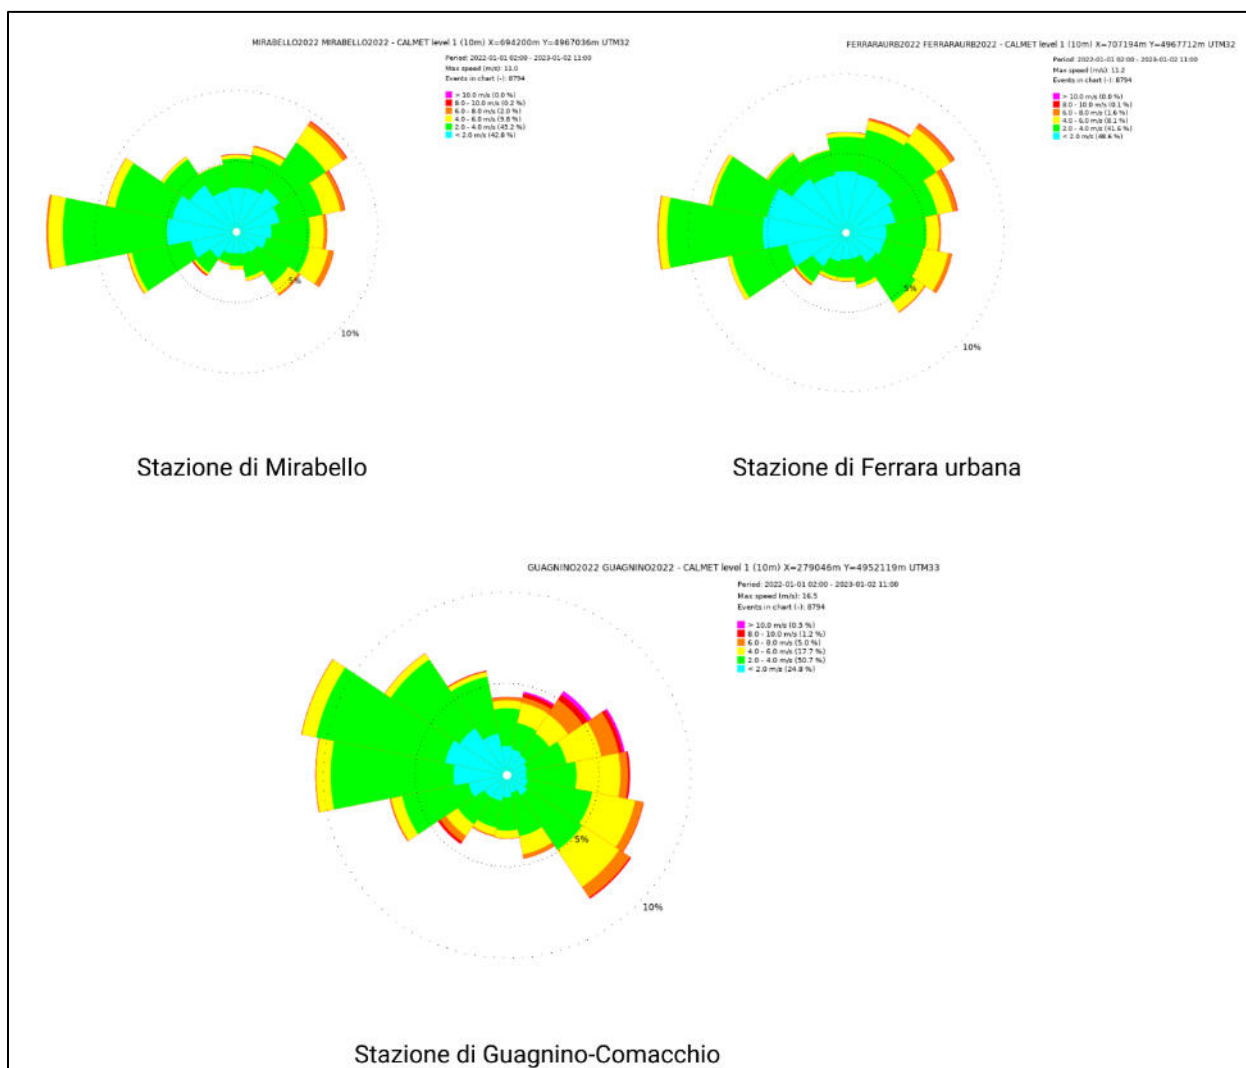 MIRABELLO2022 MIRABELLO2022 - CALMET level 1 (10m) X=694200m Y=4967036m UTM32
Period: 2022-01-01 02:00 - 2023-01-02 11:00
Max speed (m/s): 11.0
Events in chart (-): 8794
> 10.0 m/s (0.0 %)
8.0 - 10.0 m/s (0.2 %)
6.0 - 8.0 m/s (2.0 %)
4.0 - 6.0 m/s (9.8 %)
2.0 - 4.0 m/s (45.2 %)
< 2.0 m/s (42.8 %)
5%
10%
Stazione di Mirabello
FERRARAURB2022 FERRARAURB2022 - CALMET level 1 (10m) X=707194m Y=4967712m UTM32
Period: 2022-01-01 02:00 - 2023-01-02 11:00
Max speed (m/s): 11.2
Events in chart (-): 8794
> 10.0 m/s (0.0 %)
8.0 - 10.0 m/s (0.1 %)
6.0 - 8.0 m/s (1.6 %)
4.0 - 6.0 m/s (8.1 %)
2.0 - 4.0 m/s (41.6 %)
< 2.0 m/s (48.6 %)
5%
10%
Stazione di Ferrara urbana
GUAGNINO2022 GUAGNINO2022 - CALMET level 1 (10m) X=279046m Y=4952119m UTM33
Period: 2022-01-01 02:00 - 2023-01-02 11:00
Max speed (m/s): 16.5
Events in chart (-): 8794
> 10.0 m/s (0.5 %)
8.0 - 10.0 m/s (1.2 %)
6.0 - 8.0 m/s (5.0 %)
4.0 - 6.0 m/s (17.7 %)
2.0 - 4.0 m/s (50.7 %)
< 2.0 m/s (24.8 %)
5%
10%
Stazione di Guagnino-Comacchio